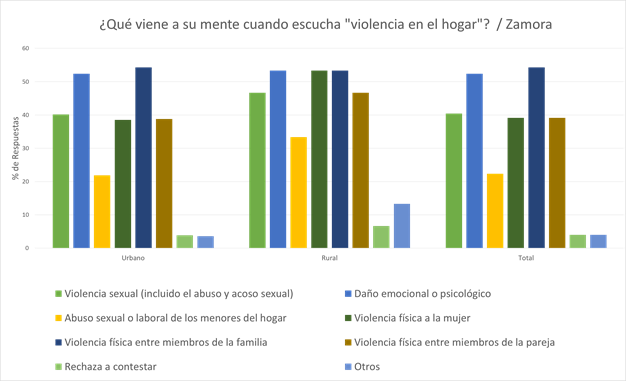 ¿Qué viene a su mente cuando escucha "violencia en el hogar"? / Zamora
60
50
40
30
20
10
0
% de Respuestas
Urbano Rural Total
Violencia sexual (incluido el abuso y acoso sexual) Daño emocional o psicológico
Abuso sexual o laboral de los menores del hogar Violencia física a la mujer
Violencia física entre miembros de la familia Violencia física entre miembros de la pareja
Rechaza a contestar Otros